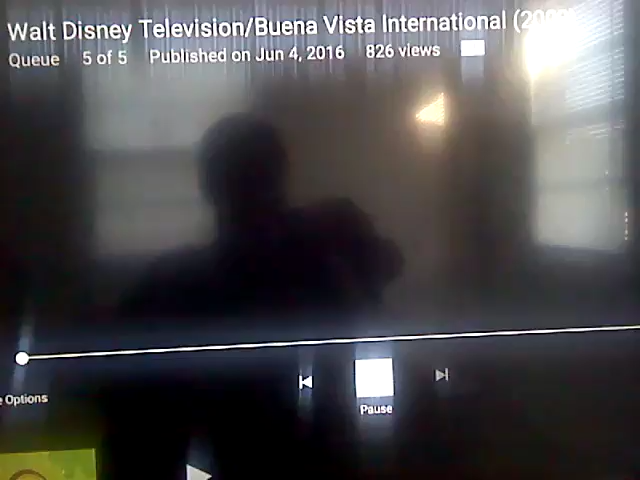 Walt Disney Television/Buena Vista International
Queue 5 of 5 Published on Jun 4, 2016 826 views
Options
Pause